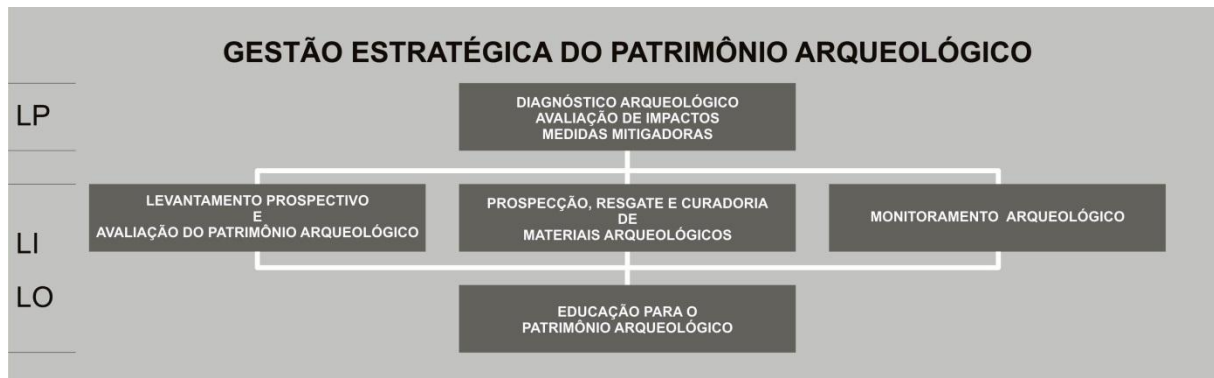 GESTÃO ESTRATÉGICA DO PATRIMÔNIO ARQUEOLÓGICO
LP
DIAGNÓSTICO ARQUEOLÓGICO
AVALIAÇÃO DE IMPACTOS
MEDIDAS MITIGADORAS
LI
LO
LEVANTAMENTO PROSPECTIVO
E
AVALIAÇÃO DO PATRIMÔNIO ARQUEOLÓGICO
PROSPECÇÃO, RESGATE E CURADORIA
DE
MATERIAIS ARQUEOLÓGICOS
MONITORAMENTO ARQUEOLÓGICO
EDUCAÇÃO PARA O
PATRIMÔNIO ARQUEOLÓGICO